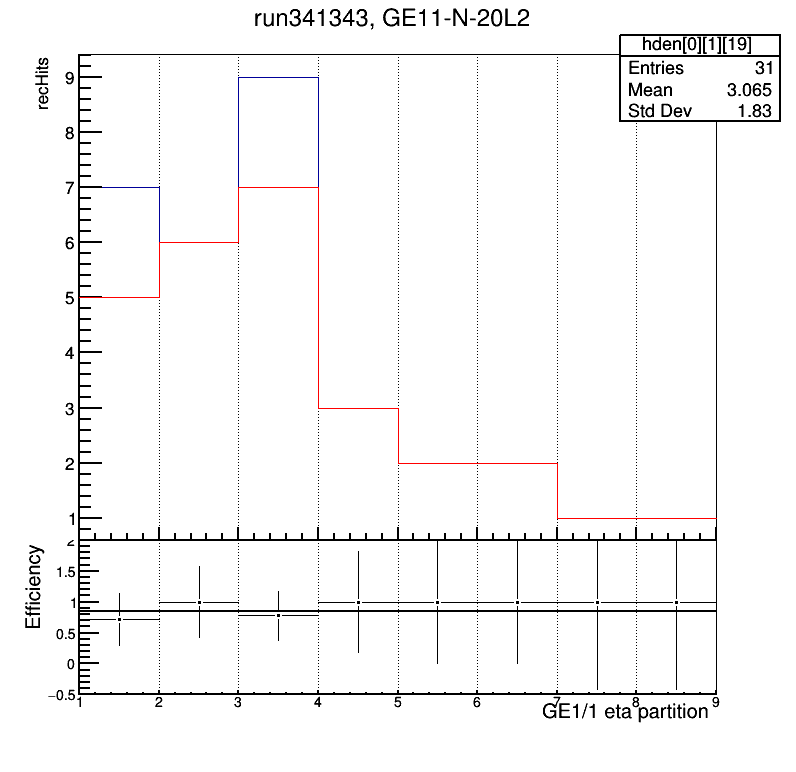 run341343, GE11-N-20L2
hden[0][1][19]
Entries 31
Mean 3.065
Std Dev 1.83
recHits
9
8
7
6
5
4
3
2
1
Efficiency
2
1.5
1
0.5
0
−0.5
1 2 3 4 5 6 7 8 9
GE1/1 eta partition